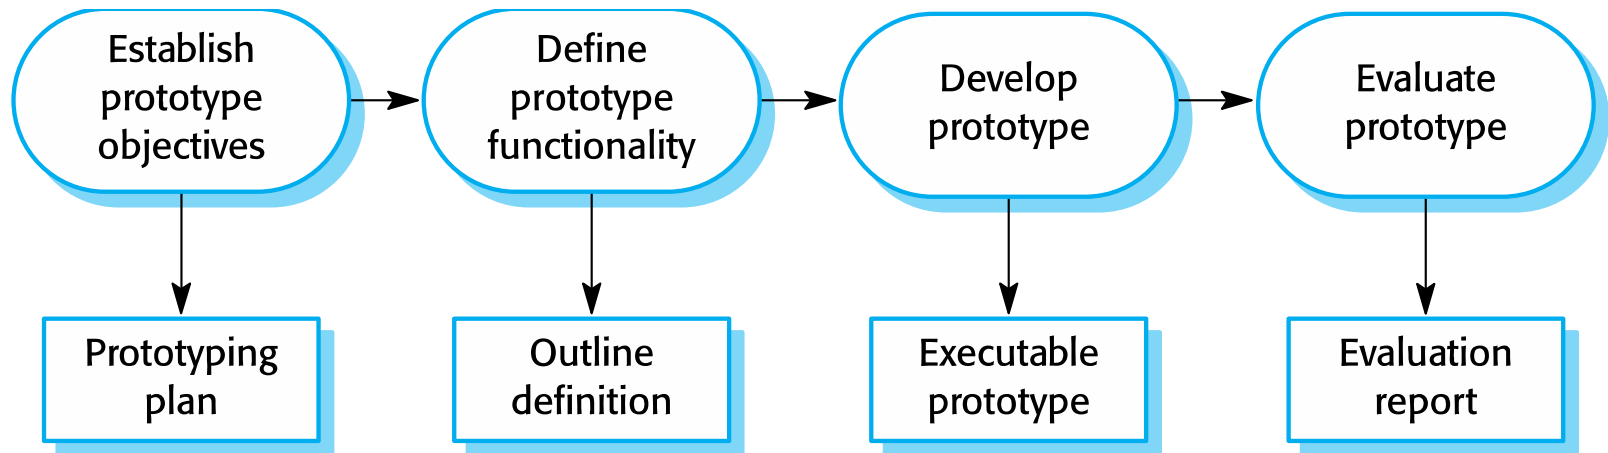 Establish
prototype
objectives
Define
prototype
functionality
Develop
prototype
Evaluate
prototype
Prototyping
plan
Outline
definition
Executable
prototype
Evaluation
report